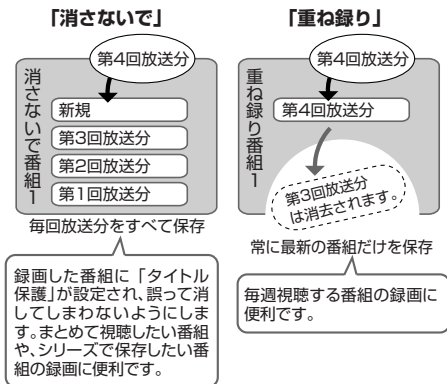 「消さないで」
第4回放送分
消さないで番組1
新規
第3回放送分
第2回放送分
第1回放送分
毎回放送分をすべて保存
録画した番組に「タイトル
保護」が設定され、誤って消
してしまわないようにしま
す。まとめて視聴したい番組
や、シリーズで保存したい番
組の録画に便利です。
「重ね録り」
第4回放送分
重ね録り番組1
第4回放送分
第3回放送分
は消去されます。
常に最新の番組だけを保存
毎週視聴する番組の録画に
便利です。